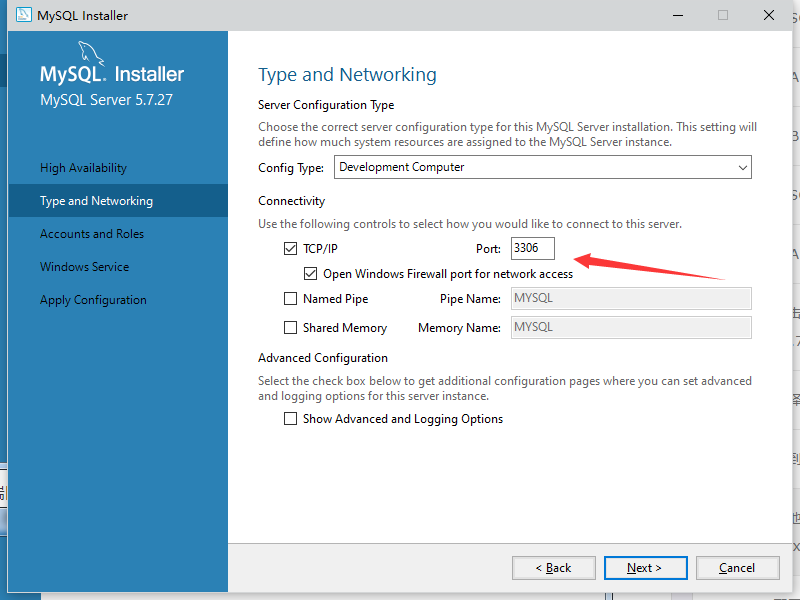 MySQL Installer
MySQL. Installer
MySQL Server 5.7.27
High Availability
Type and Networking
Accounts and Roles
Windows Service
Apply Configuration
Type and Networking
Server Configuration Type
Choose the correct server configuration type for this MySQL Server installation. This setting will
define how much system resources are assigned to the MySQL Server instance.
Config Type: Development Computer
Connectivity
Use the following controls to select how you would like to connect to this server.
TCP/IP Port: 3306
Open Windows Firewall port for network access
Named Pipe Pipe Name: MYSQL
Shared Memory Memory Name: MYSQL
Advanced Configuration
Select the check box below to get additional configuration pages where you can set advanced
and logging options for this server instance.
Show Advanced and Logging Options
< Back Next > Cancel